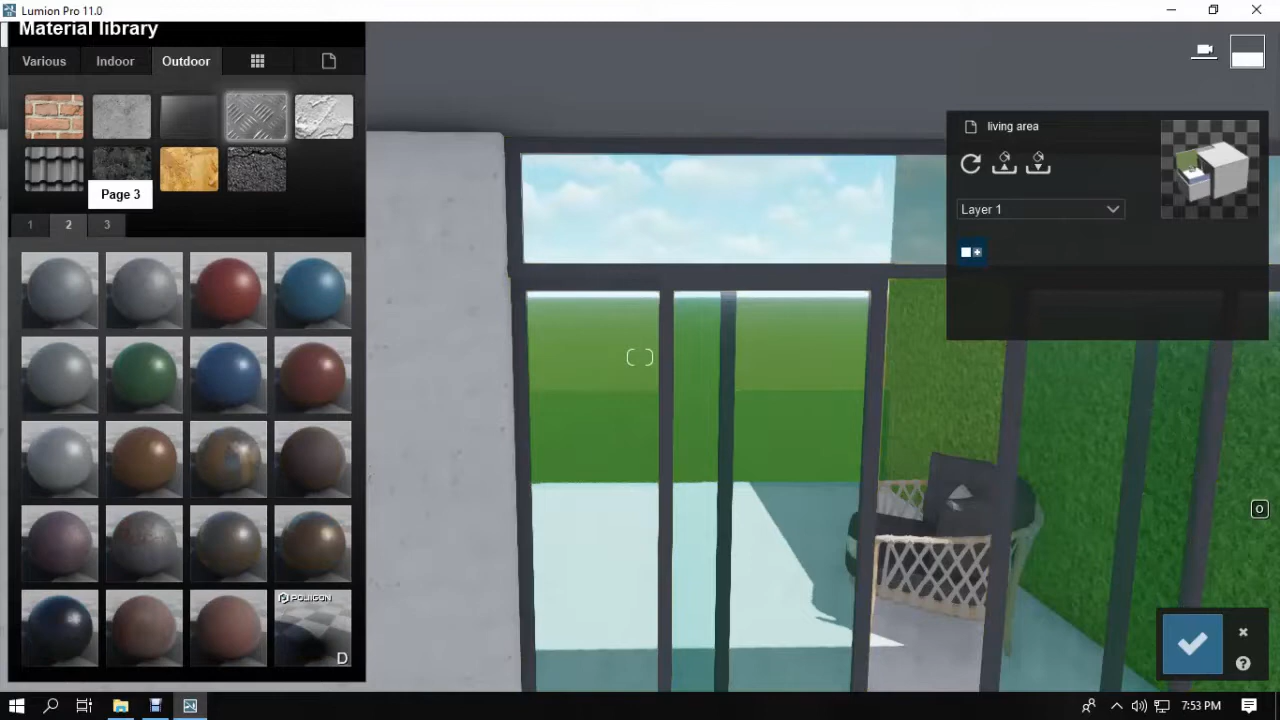 Lumion Pro 11.0
Material library
Various Indoor Outdoor
Page 3
1 2 3
living area
Layer 1
POLIIGON
D
O
7:53 PM